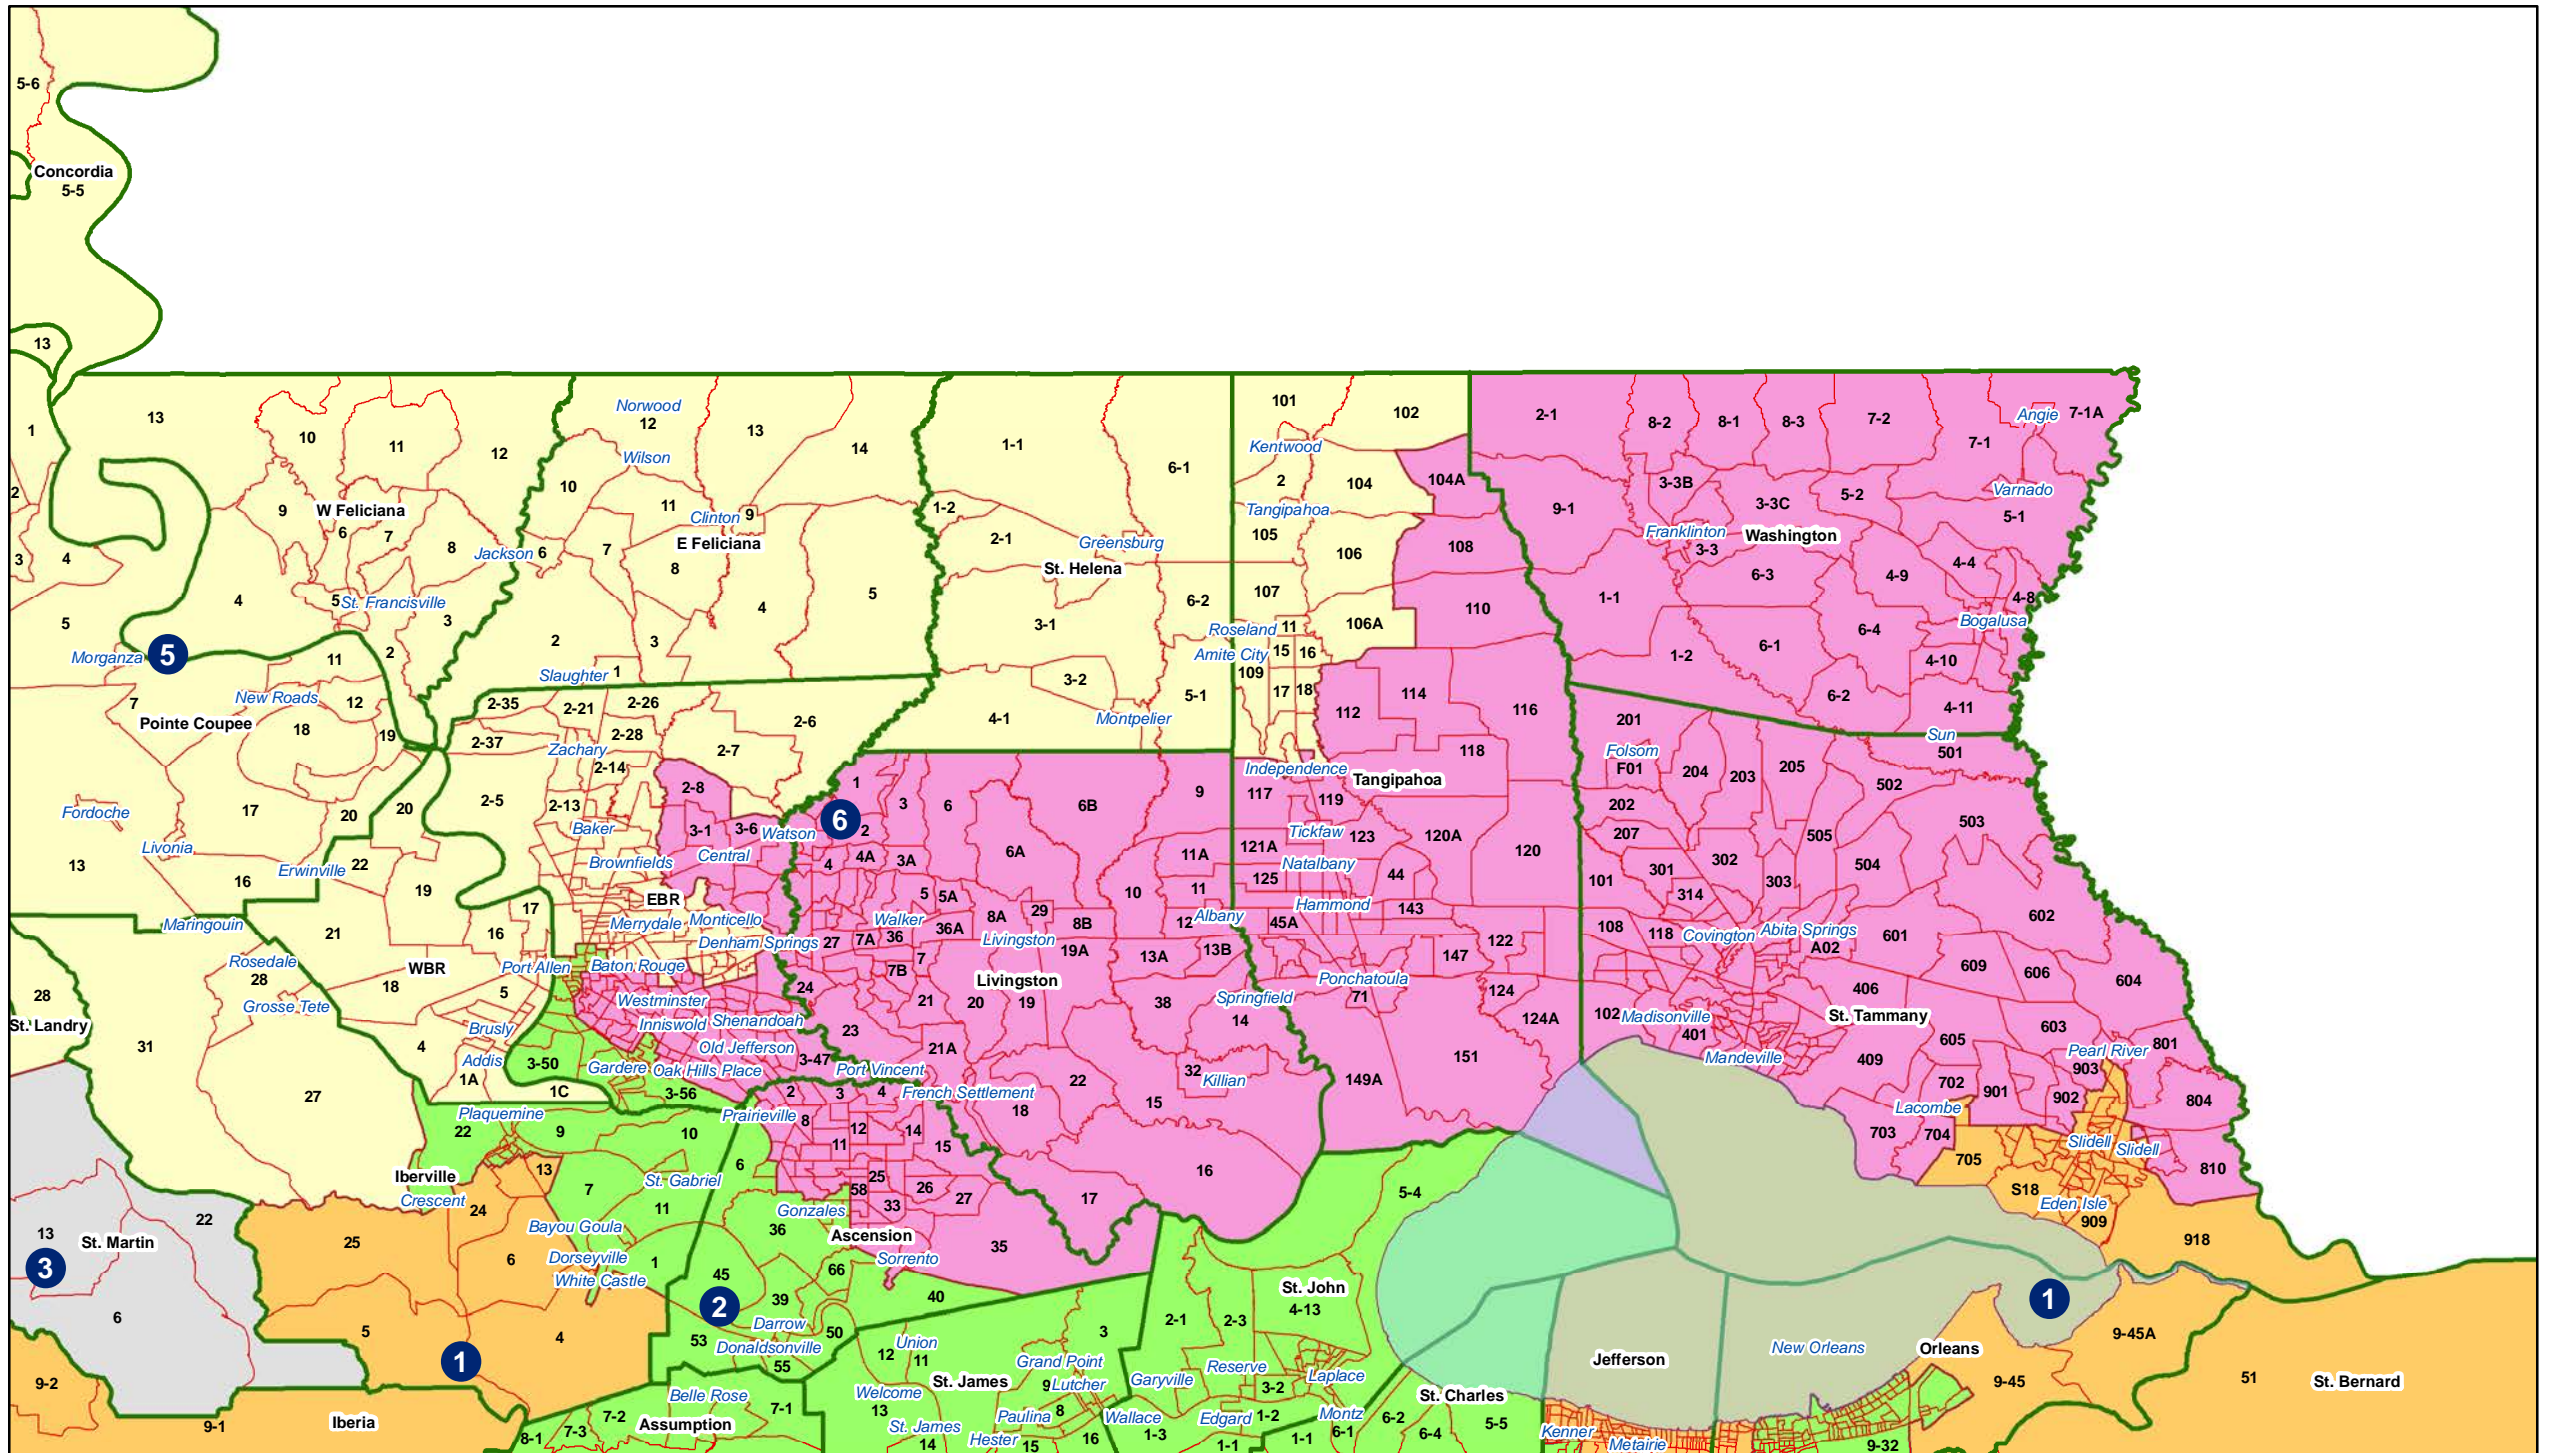 5-6
Concordia
5-5
13
1
13
10
11
12
Norwood
12
13
14
1-1
6-1
101
102
2-1
8-2
8-1
8-3
7-2
7-1
Angie
7-1A
Wilson
Kentwood
2
10
11
Clinton
9
1-2
2
104
104A
3-3B
3-3C
5-2
Varnado
9
W Feliciana
6
7
8
Jackson
6
7
E Feliciana
8
2-1
Greensburg
St. Helena
Tangipahoa
105
106
108
9-1
Franklinton
3-3
Washington
5-1
3
4
4
5
St. Francisville
3
4
5
6-2
107
110
1-1
6-3
4-9
4-4
4-8
5
3-1
Roseland
11
106A
Bogalusa
Morganza
5
11
2
2
3
Slaughter
1
3-2
5-1
Amite City
15
16
109
17
18
1-2
6-1
6-4
4-10
7
New Roads
12
Pointe Coupee
18
19
2-35
2-21
2-26
2-6
4-1
Montpelier
112
114
116
201
6-2
4-11
2-37
Zachary
2-28
2-7
118
Folsom
F01
204
203
205
Sun
501
2-14
2-8
1
Independence
Tangipahoa
502
Fordoche
17
20
20
2-5
2-13
Baker
3-1
3-6
Watson
6
2
3
6
6B
9
117
119
Tickfaw
123
120A
202
207
505
503
Livonia
13
16
Erwinville
22
19
Brownfields
Central
4
4A
3A
6A
11A
121A
Natalbany
125
44
120
101
301
302
303
504
314
EBR
17
16
Merrydale
Monticello
5
5A
10
11
Maringouin
21
Denham Springs
27
Walker
7A
36
36A
8A
29
8B
Livingston
19A
12
Albany
Hammond
45A
143
108
118
Covington
Abita Springs
A02
601
602
Rosedale
28
Grosse Tete
WBR
18
Port Allen
Baton Rouge
5
7
7B
13A
13B
147
122
609
606
604
28
St. Landry
31
Westminster
24
21
20
Livingston
19
38
Springfield
14
Ponchatoula
71
124
124A
102
Madisonville
401
406
St. Tammany
603
Brusly
4
Inniswold
Shenandoah
Old Jefferson
3-47
23
21A
Port Vincent
151
Mandeville
409
605
Pearl River
801
903
27
Addis
1A
3-50
1C
Gardere
Oak Hills Place
3-56
2
3
4
French Settlement
18
22
32
Killian
15
149A
702
901
902
804
Lacombe
Plaquemine
22
9
10
Prairieville
8
12
11
14
15
703
704
705
Slidell
Slidell
810
Iberville
Crescent
13
24
7
St. Gabriel
11
6
25
58
26
33
27
17
16
5-4
S18
Eden Isle
909
918
13
3
St. Martin
22
6
25
6
Bayou Goula
Dorseyville
White Castle
1
Gonzales
36
Ascension
Sorrento
35
45
2
39
66
40
St. John
4-13
1
5
1
4
53
Darrow
50
Donaldsonville
55
Union
12
11
3
2-1
2-3
Jefferson
New Orleans
Orleans
9-45A
9-45
51
St. Bernard
9-2
9-1
Iberia
Belle Rose
7-2
7-1
7-3
8-1
Assumption
St. James
Welcome
13
St. James
14
Grand Point
9
Lutcher
Paulina
8
Hester
15
16
Garyville
Reserve
3-2
Laplace
Wallace
1-3
Edgard
1-2
1-1
1-1
Montz
6-1
St. Charles
6-2
6-4
5-5
Kenner
Metairie
9-32